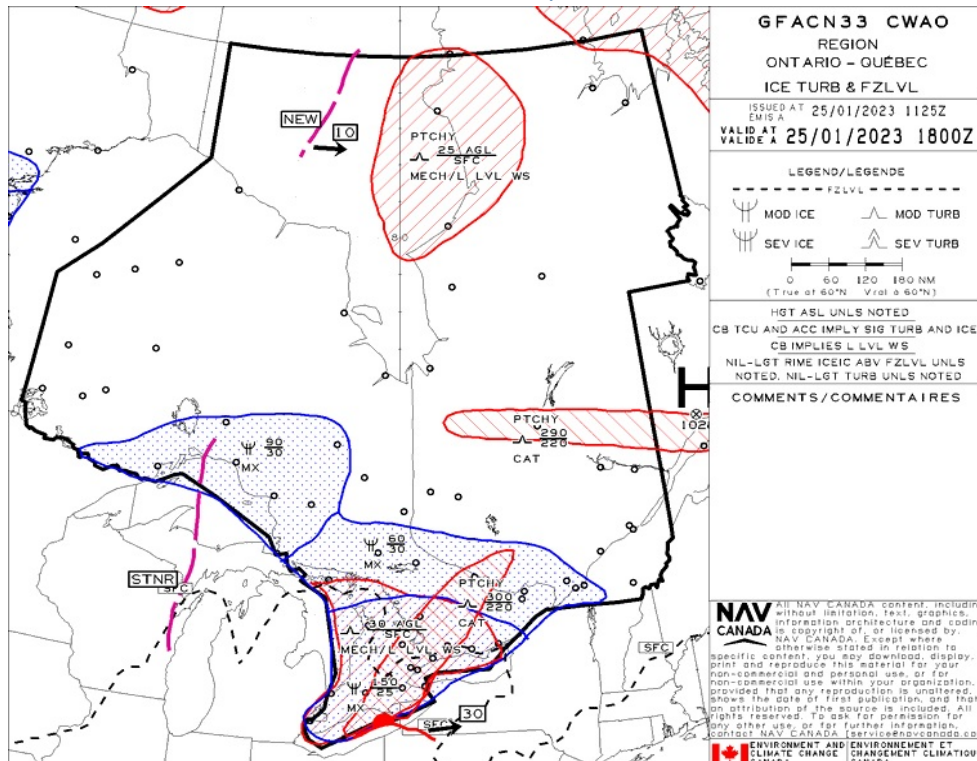 GFACN33 CWAO
REGION
ONTARIO - QUÉBEC
ICE TURB & FZLVL
ISSUED AT 25/01/2023 1125Z
EMIS A
VALID AT 25/01/2023 1800Z
VALIDE A
LEGEND/LÉGENDE
FZLVL
MOD ICE
MOD TURB
SEV ICE
SEV TURB
0 60 120 180 NM
(True at 60°N Vrai à 60°N)
HGT ASL UNLS NOTED
CB TCU AND ACC IMPLY SIG TURB AND ICE
CB IMPLIES L LVL WS
NIL-LGT RIME ICEIC ABV FZLVL UNLS
NOTED. NIL-LGT TURB UNLS NOTED
COMMENTS/COMMENTAIRES
NEW
10
PTCHY
25 AGL
SFC
MECH/L LVL WS
80
H
PTCHY
290
220
CAT
90
30
MX
STNR
SFC
60
30
MX
PTCHY
300
220
CAT
30 AGL
SFC
MECH/L LVL WS
150
25
MX
SFC
30
SFC
NAV
CANADA
All NAV CANADA content, includin
without limitation, text, graphics,
information architecture and codin
is copyright of, or licensed by,
NAV CANADA. Except where
otherwise stated in relation to
specific content, you may download, display,
print and reproduce this material for your
non-commercial and personal use, or for
non-commercial use within your organization,
provided that any reproduction is unaltered,
shows the date of first publication, and that
an attribution of the source is included. All
rights reserved. To ask for permission for
any other use, or for further information,
contact NAV CANADA [service@navcanada.co
ENVIRONMENT AND
CLIMATE CHANGE
ENVIRONNEMENT ET
CHANGEMENT CLIMATIQU